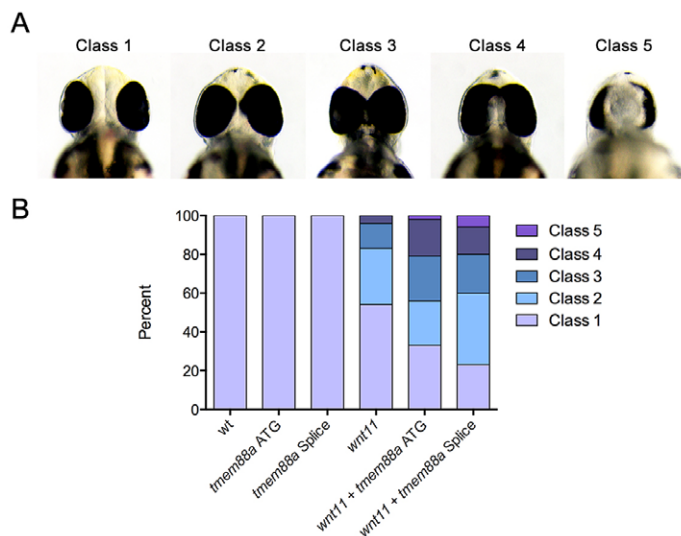 A
Class 1 Class 2 Class 3 Class 4 Class 5
B
Percent
100
80
60
40
20
0
wt
tmem88a ATG
tmem88a Splice
wnt11
wnt11 + tmem88a ATG
wnt11 + tmem88a Splice
Class 5
Class 4
Class 3
Class 2
Class 1